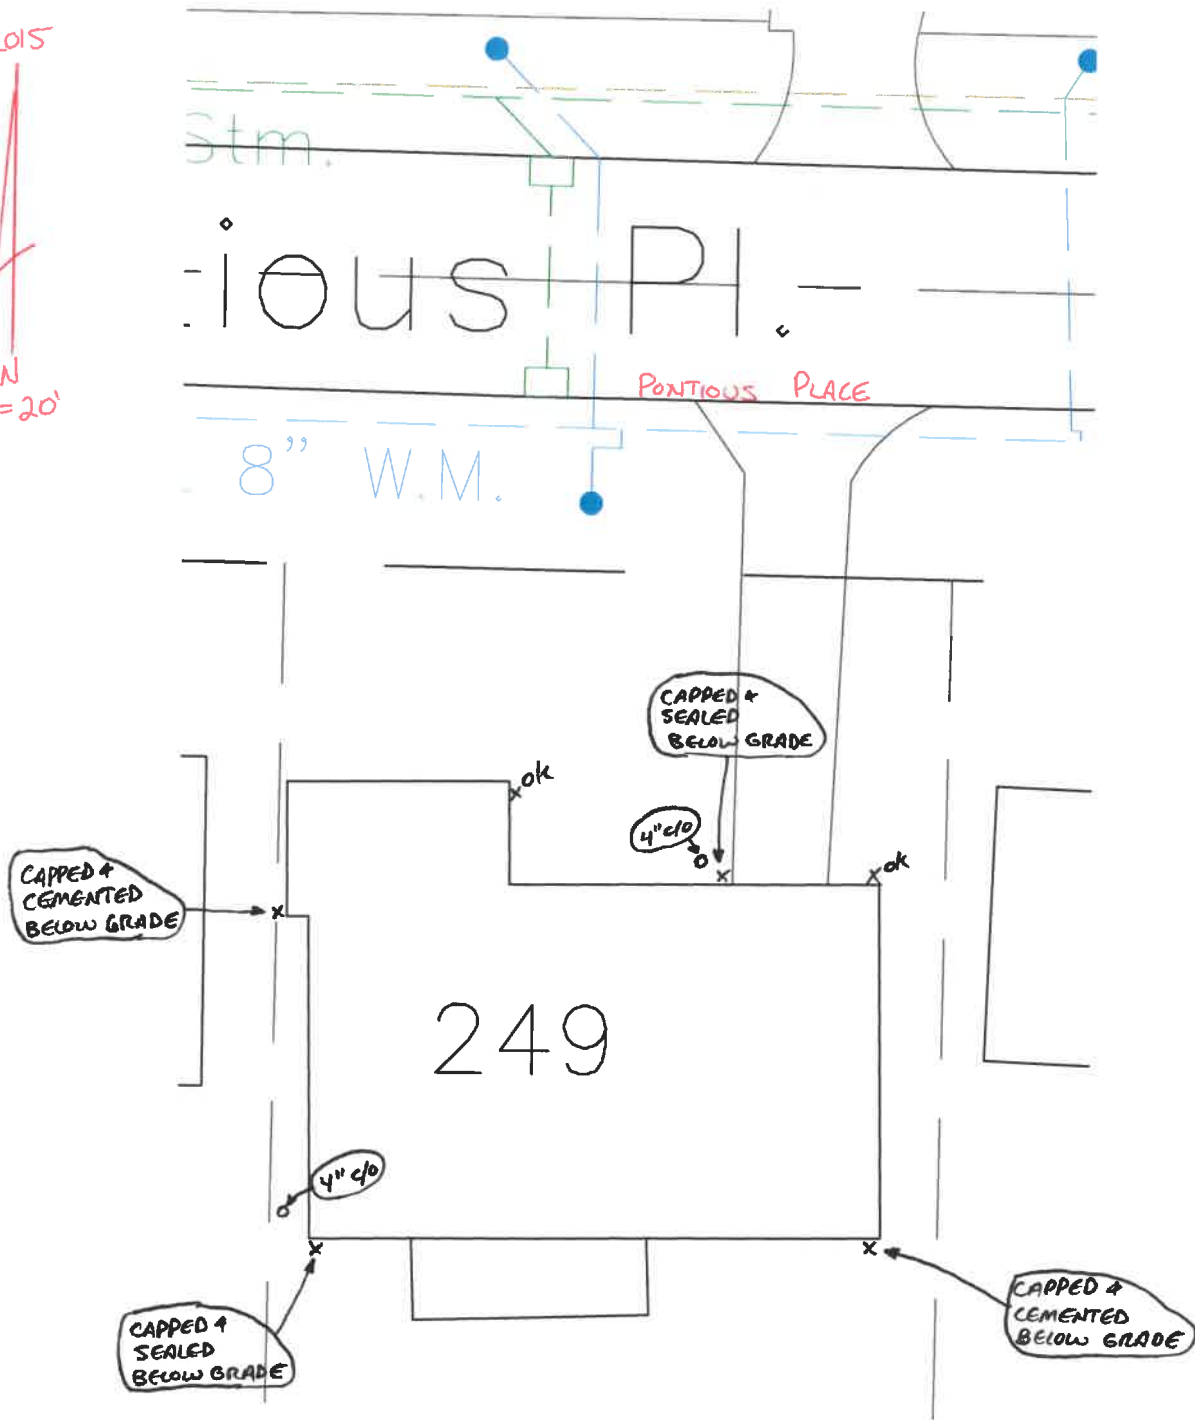 Stm.
ious Pl.
N
=20'
PONTIOUS PLACE
8" W.M.
CAPPED &
SEALED
BELOW GRADE
ok
4" c/o
ok
CAPPED &
CEMENTED
BELOW GRADE
249
4" c/o
CAPPED &
SEALED
BELOW GRADE
CAPPED &
CEMENTED
BELOW GRADE